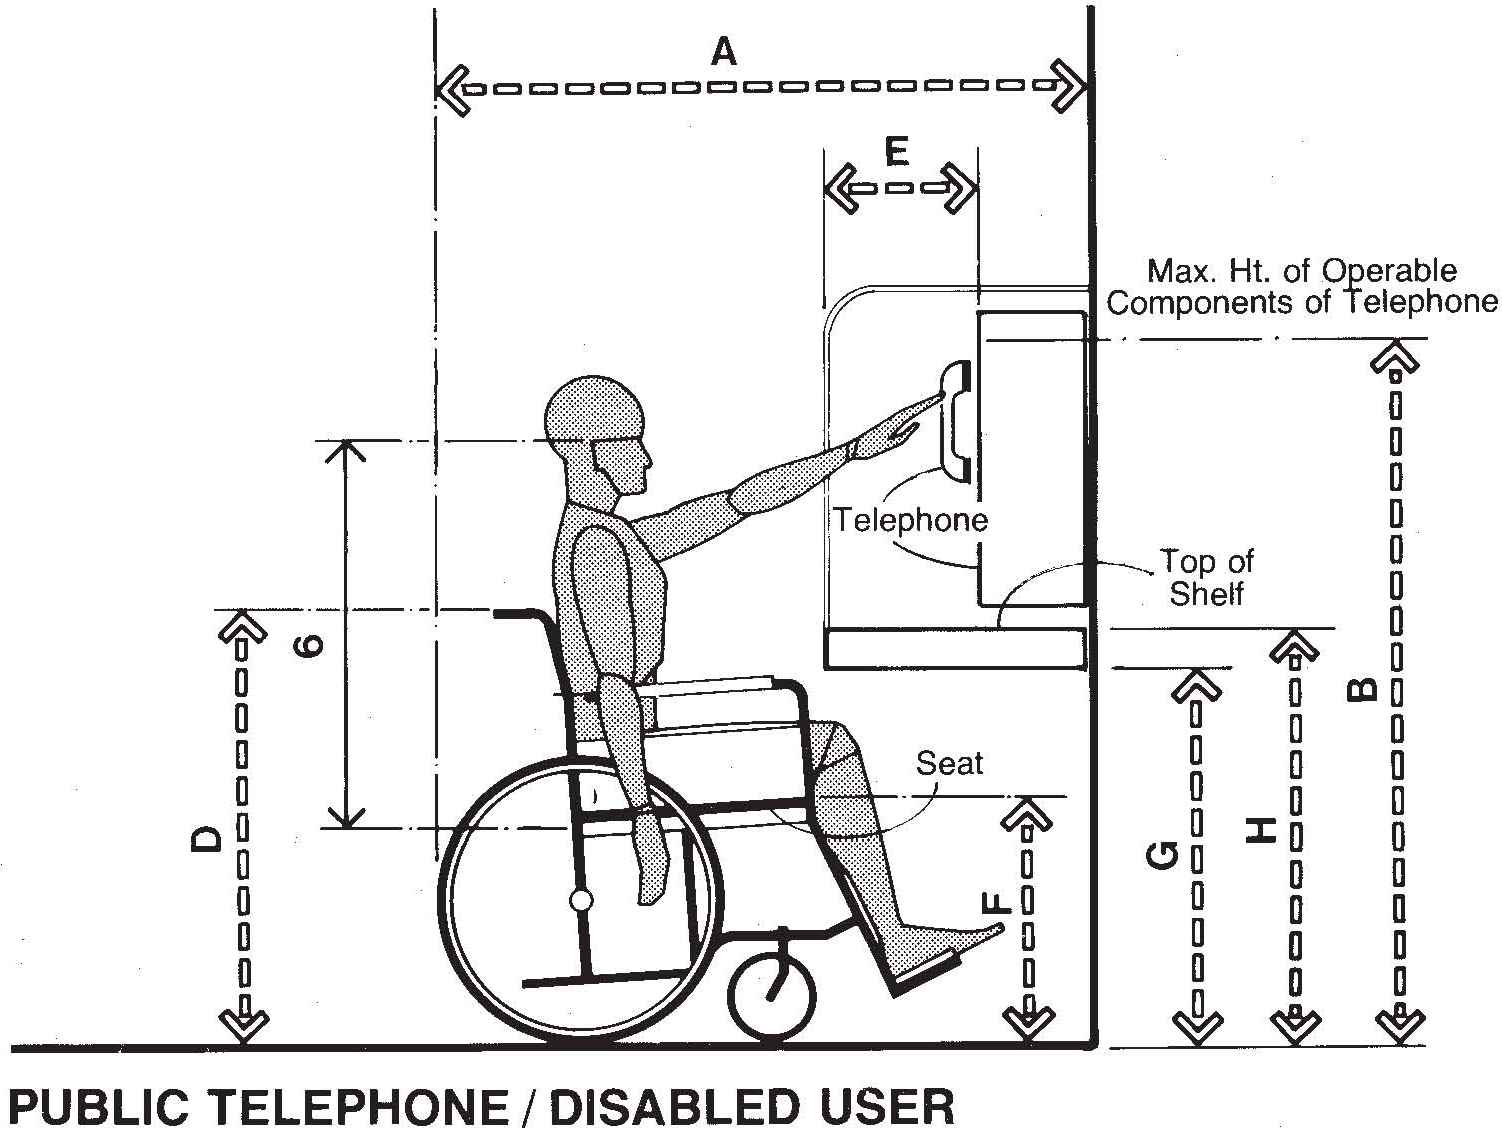 A
E
Max. Ht. of Operable
Components of Telephone
Telephone
Top of
Shelf
6
B
Seat
D
H
G
F
PUBLIC TELEPHONE / DISABLED USER